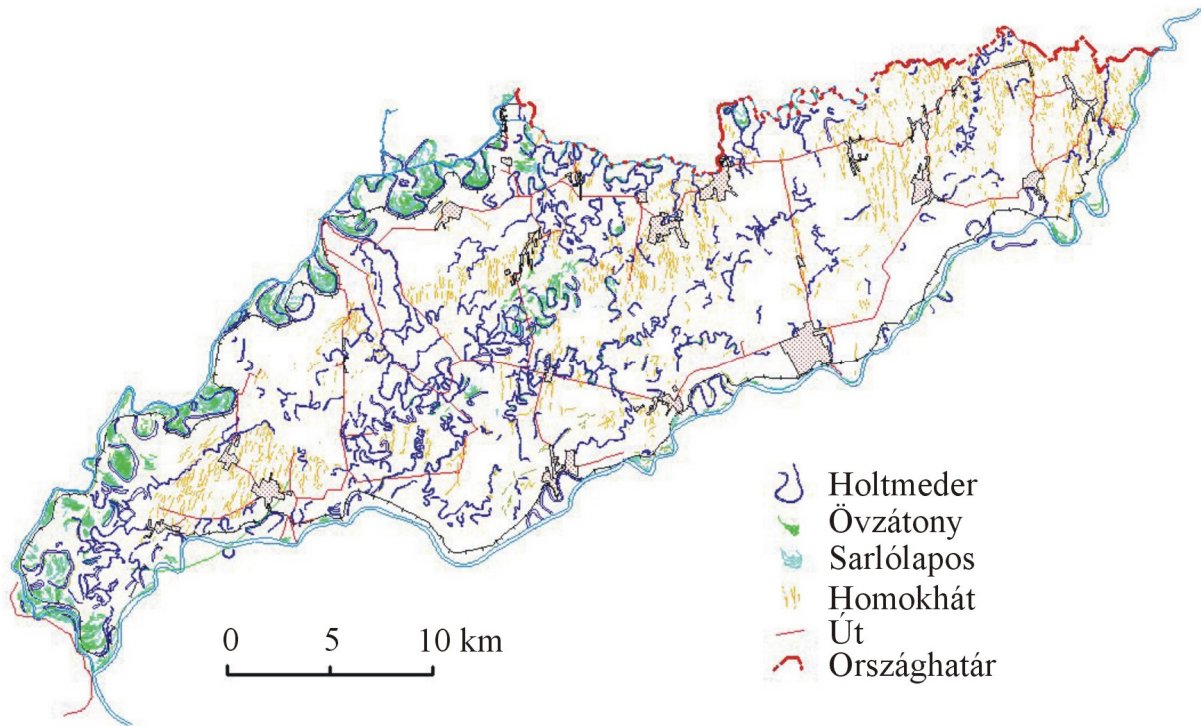 Holtmeder
Övzátony
Sarlólapos
Homokhát
Út
Országhatár
0 5 10 km